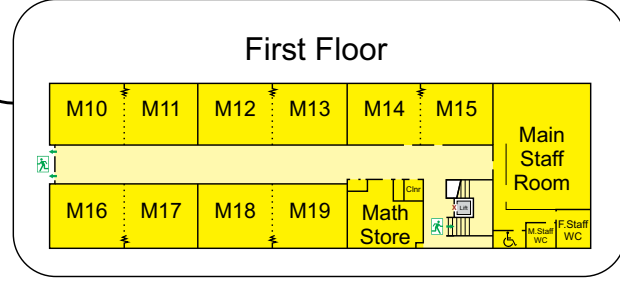 First Floor
M10 M11 M12 M13 M14 M15
Main
Staff
Room
M16 M17 M18 M19
Math
Store
Clnr
Lift
X
M.Staff
WC
F.Staff
WC